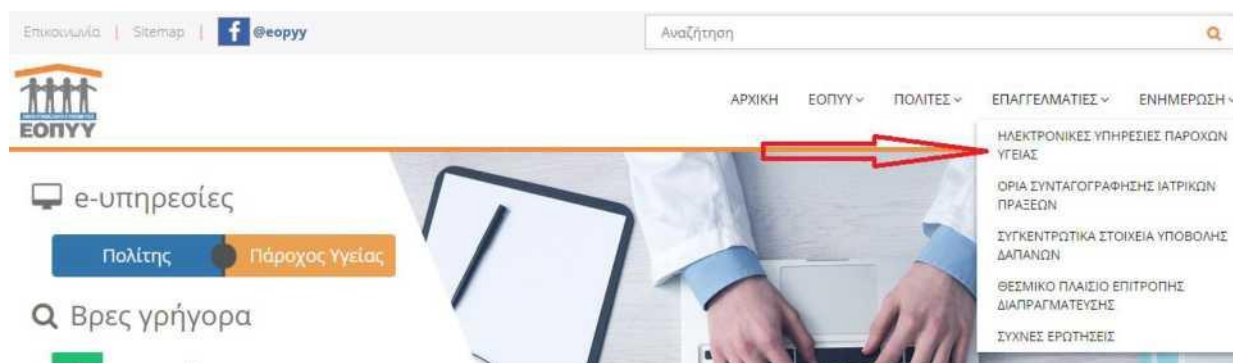 Επικοινωνία | Sitemap | f @eopyy
Αναζήτηση
ΕΟΠΥΥ
ΑΡΧΙΚΗ ΕΟΠΥΥ ΠΟΛΙΤΕΣ ΕΠΑΓΓΕΛΜΑΤΙΕΣ ΕΝΗΜΕΡΩΣΗ
ΗΛΕΚΤΡΟΝΙΚΕΣ ΥΠΗΡΕΣΙΕΣ ΠΑΡΟΧΩΝ
ΥΓΕΙΑΣ
ΟΡΙΑ ΣΥΝΤΑΓΟΓΡΑΦΗΣΗΣ ΙΑΤΡΙΚΩΝ
ΠΡΑΞΕΩΝ
ΣΥΓΚΕΝΤΡΩΤΙΚΑ ΣΤΟΙΧΕΙΑ ΥΠΟΒΟΛΗΣ
ΔΑΠΑΝΩΝ
ΘΕΣΜΙΚΟ ΠΛΑΙΣΙΟ ΕΠΙΤΡΟΠΗΣ
ΔΙΑΠΡΑΓΜΑΤΕΥΣΗΣ
ΣΥΧΝΕΣ ΕΡΩΤΗΣΕΙΣ
e-υπηρεσίες
Πολίτης Πάροχος Υγείας
Βρες γρήγορα